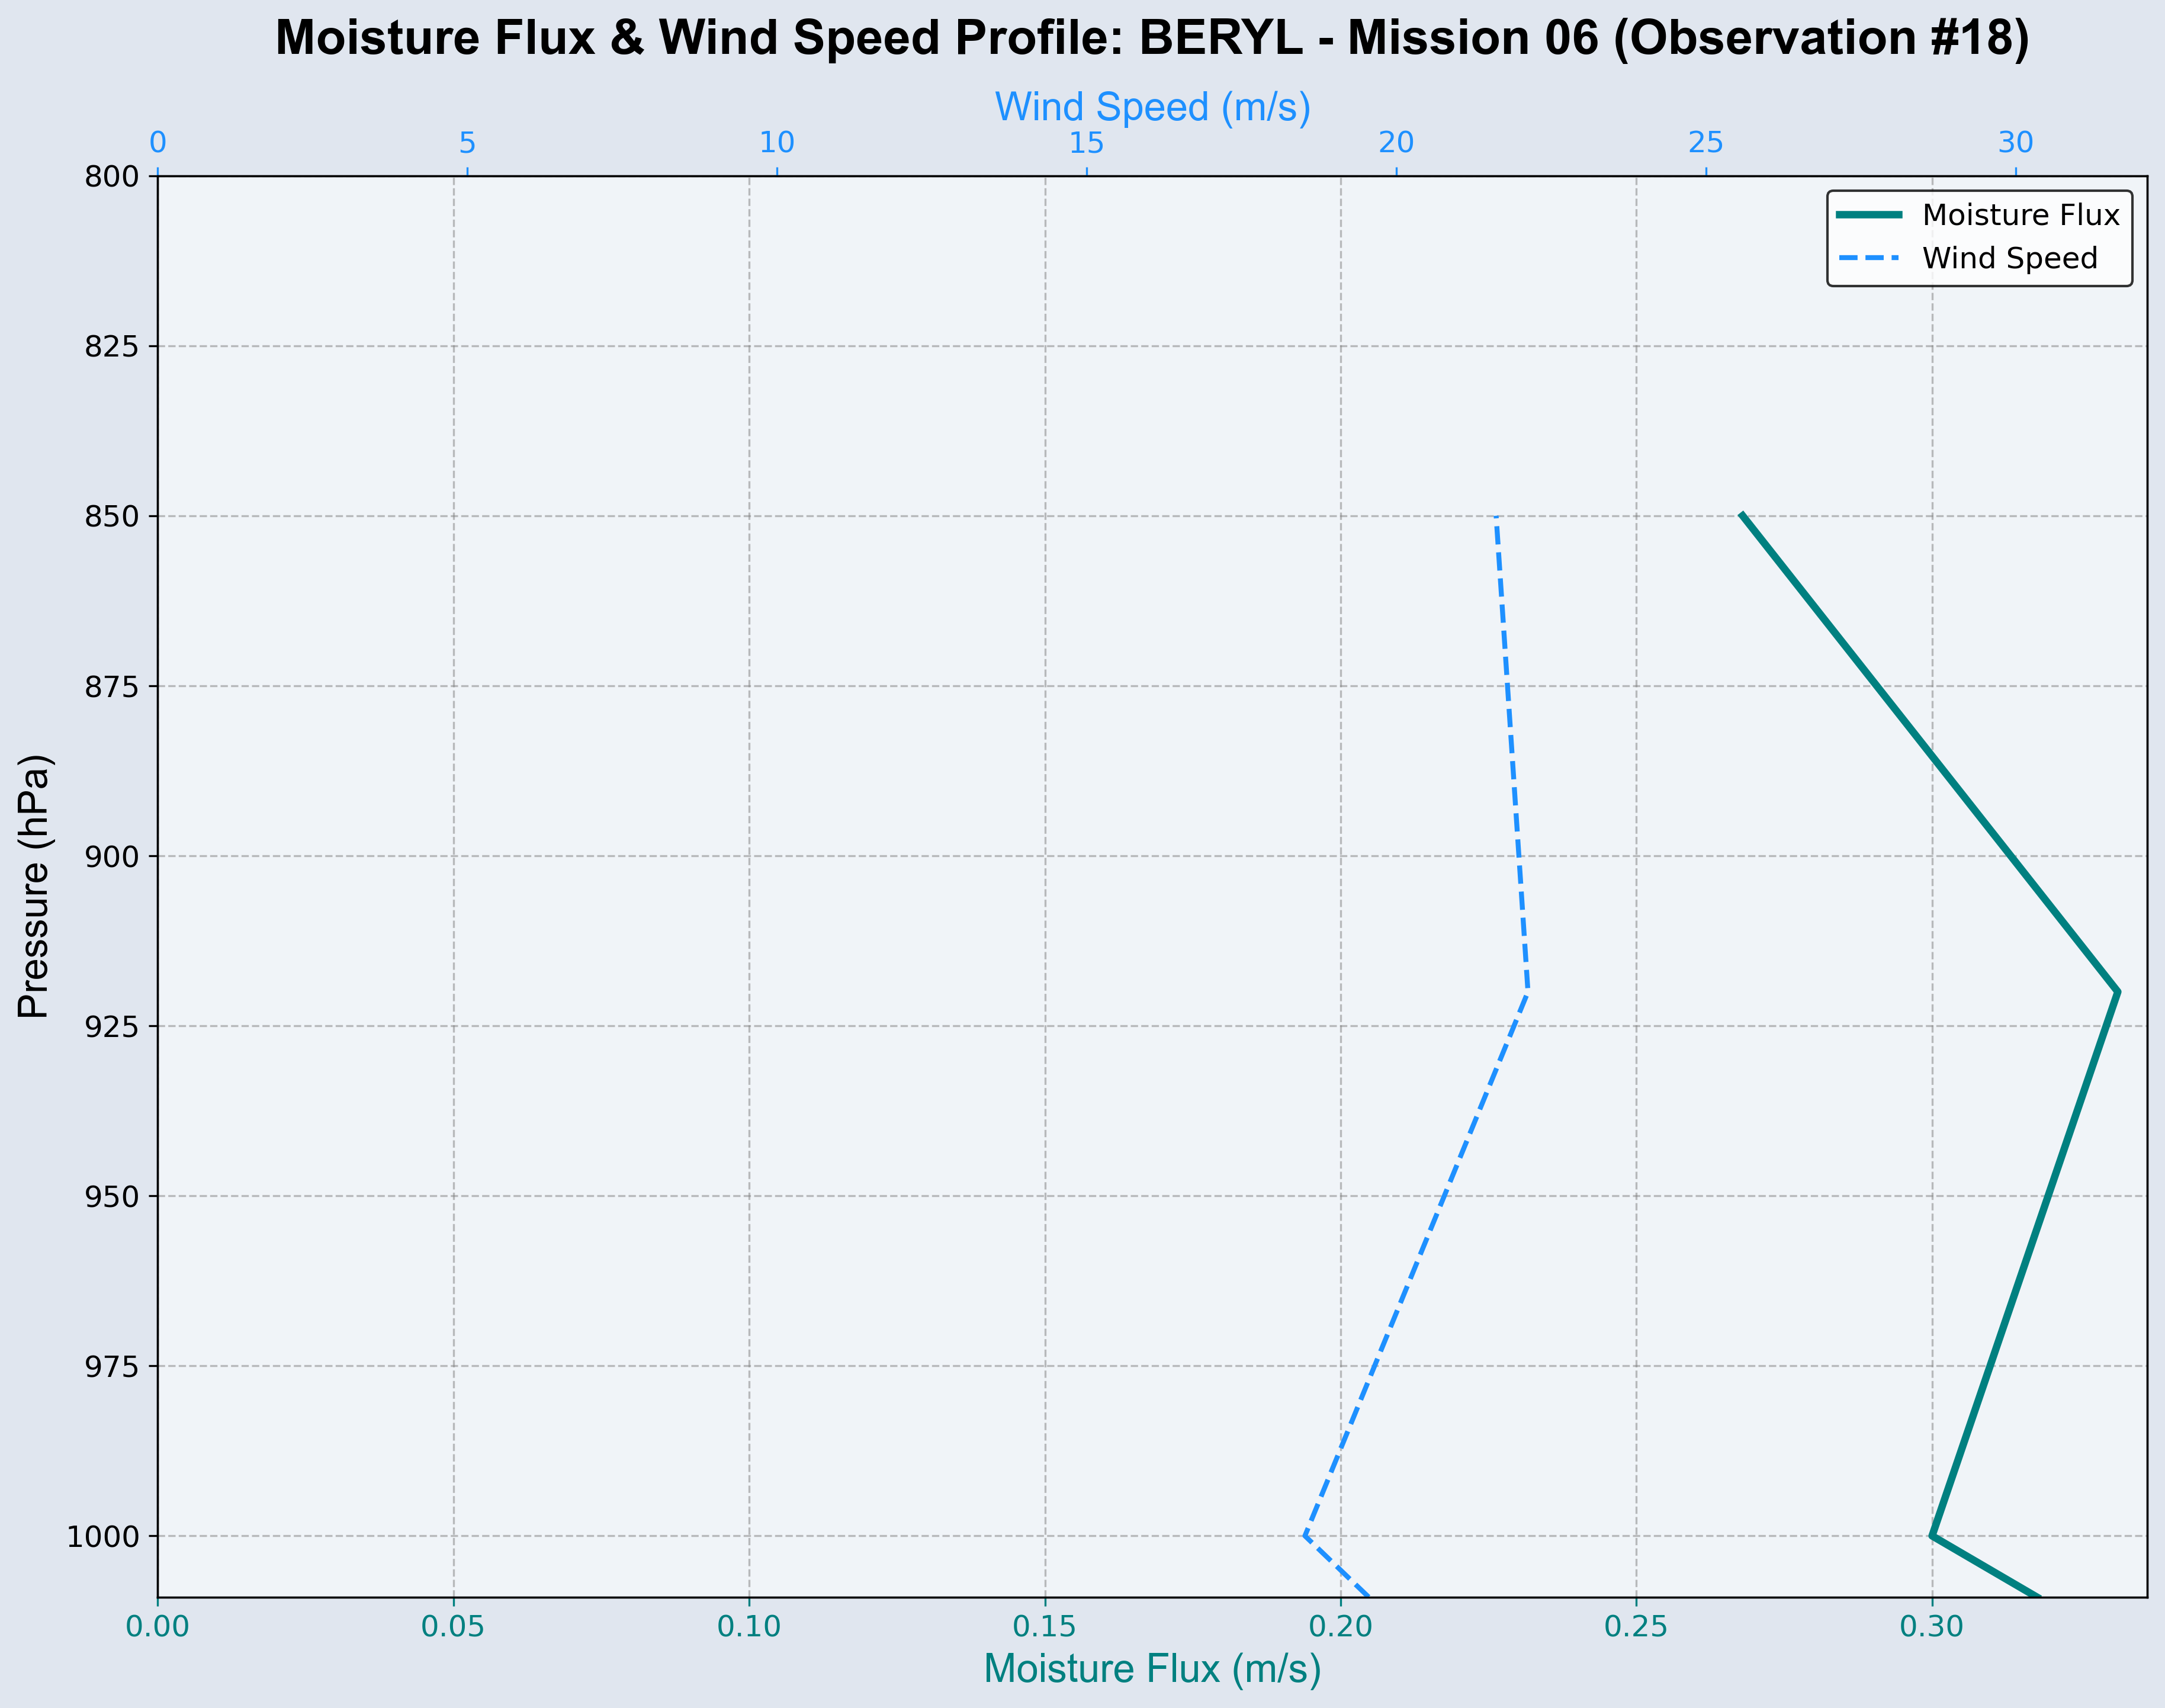 Moisture Flux & Wind Speed Profile: BERYL - Mission 06 (Observation #18)
Wind Speed (m/s)
0 5 10 15 20 25 30
Moisture Flux
Wind Speed
800
825
850
875
900
925
950
975
1000
Pressure (hPa)
0.00 0.05 0.10 0.15 0.20 0.25 0.30
Moisture Flux (m/s)